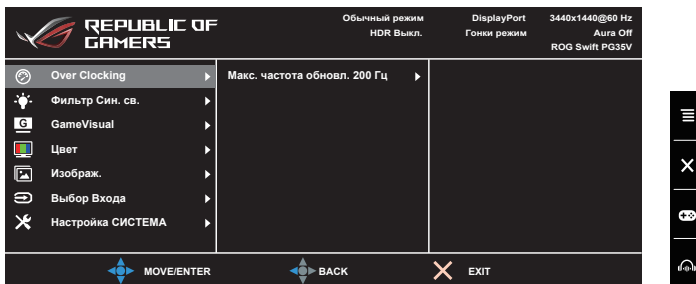 REPUBLIC OF
GAMERS
Обычный режим
HDR Выкл.
DisplayPort
Гонки режим
3440x1440@60 Hz
Aura Off
ROG Swift PG35V
Over Clocking
Макс. частота обновл. 200 Гц
Фильтр Син. св.
G GameVisual
Цвет
Изображ.
Выбор Входа
Настройка СИСТЕМА
MOVE/ENTER
BACK
EXIT